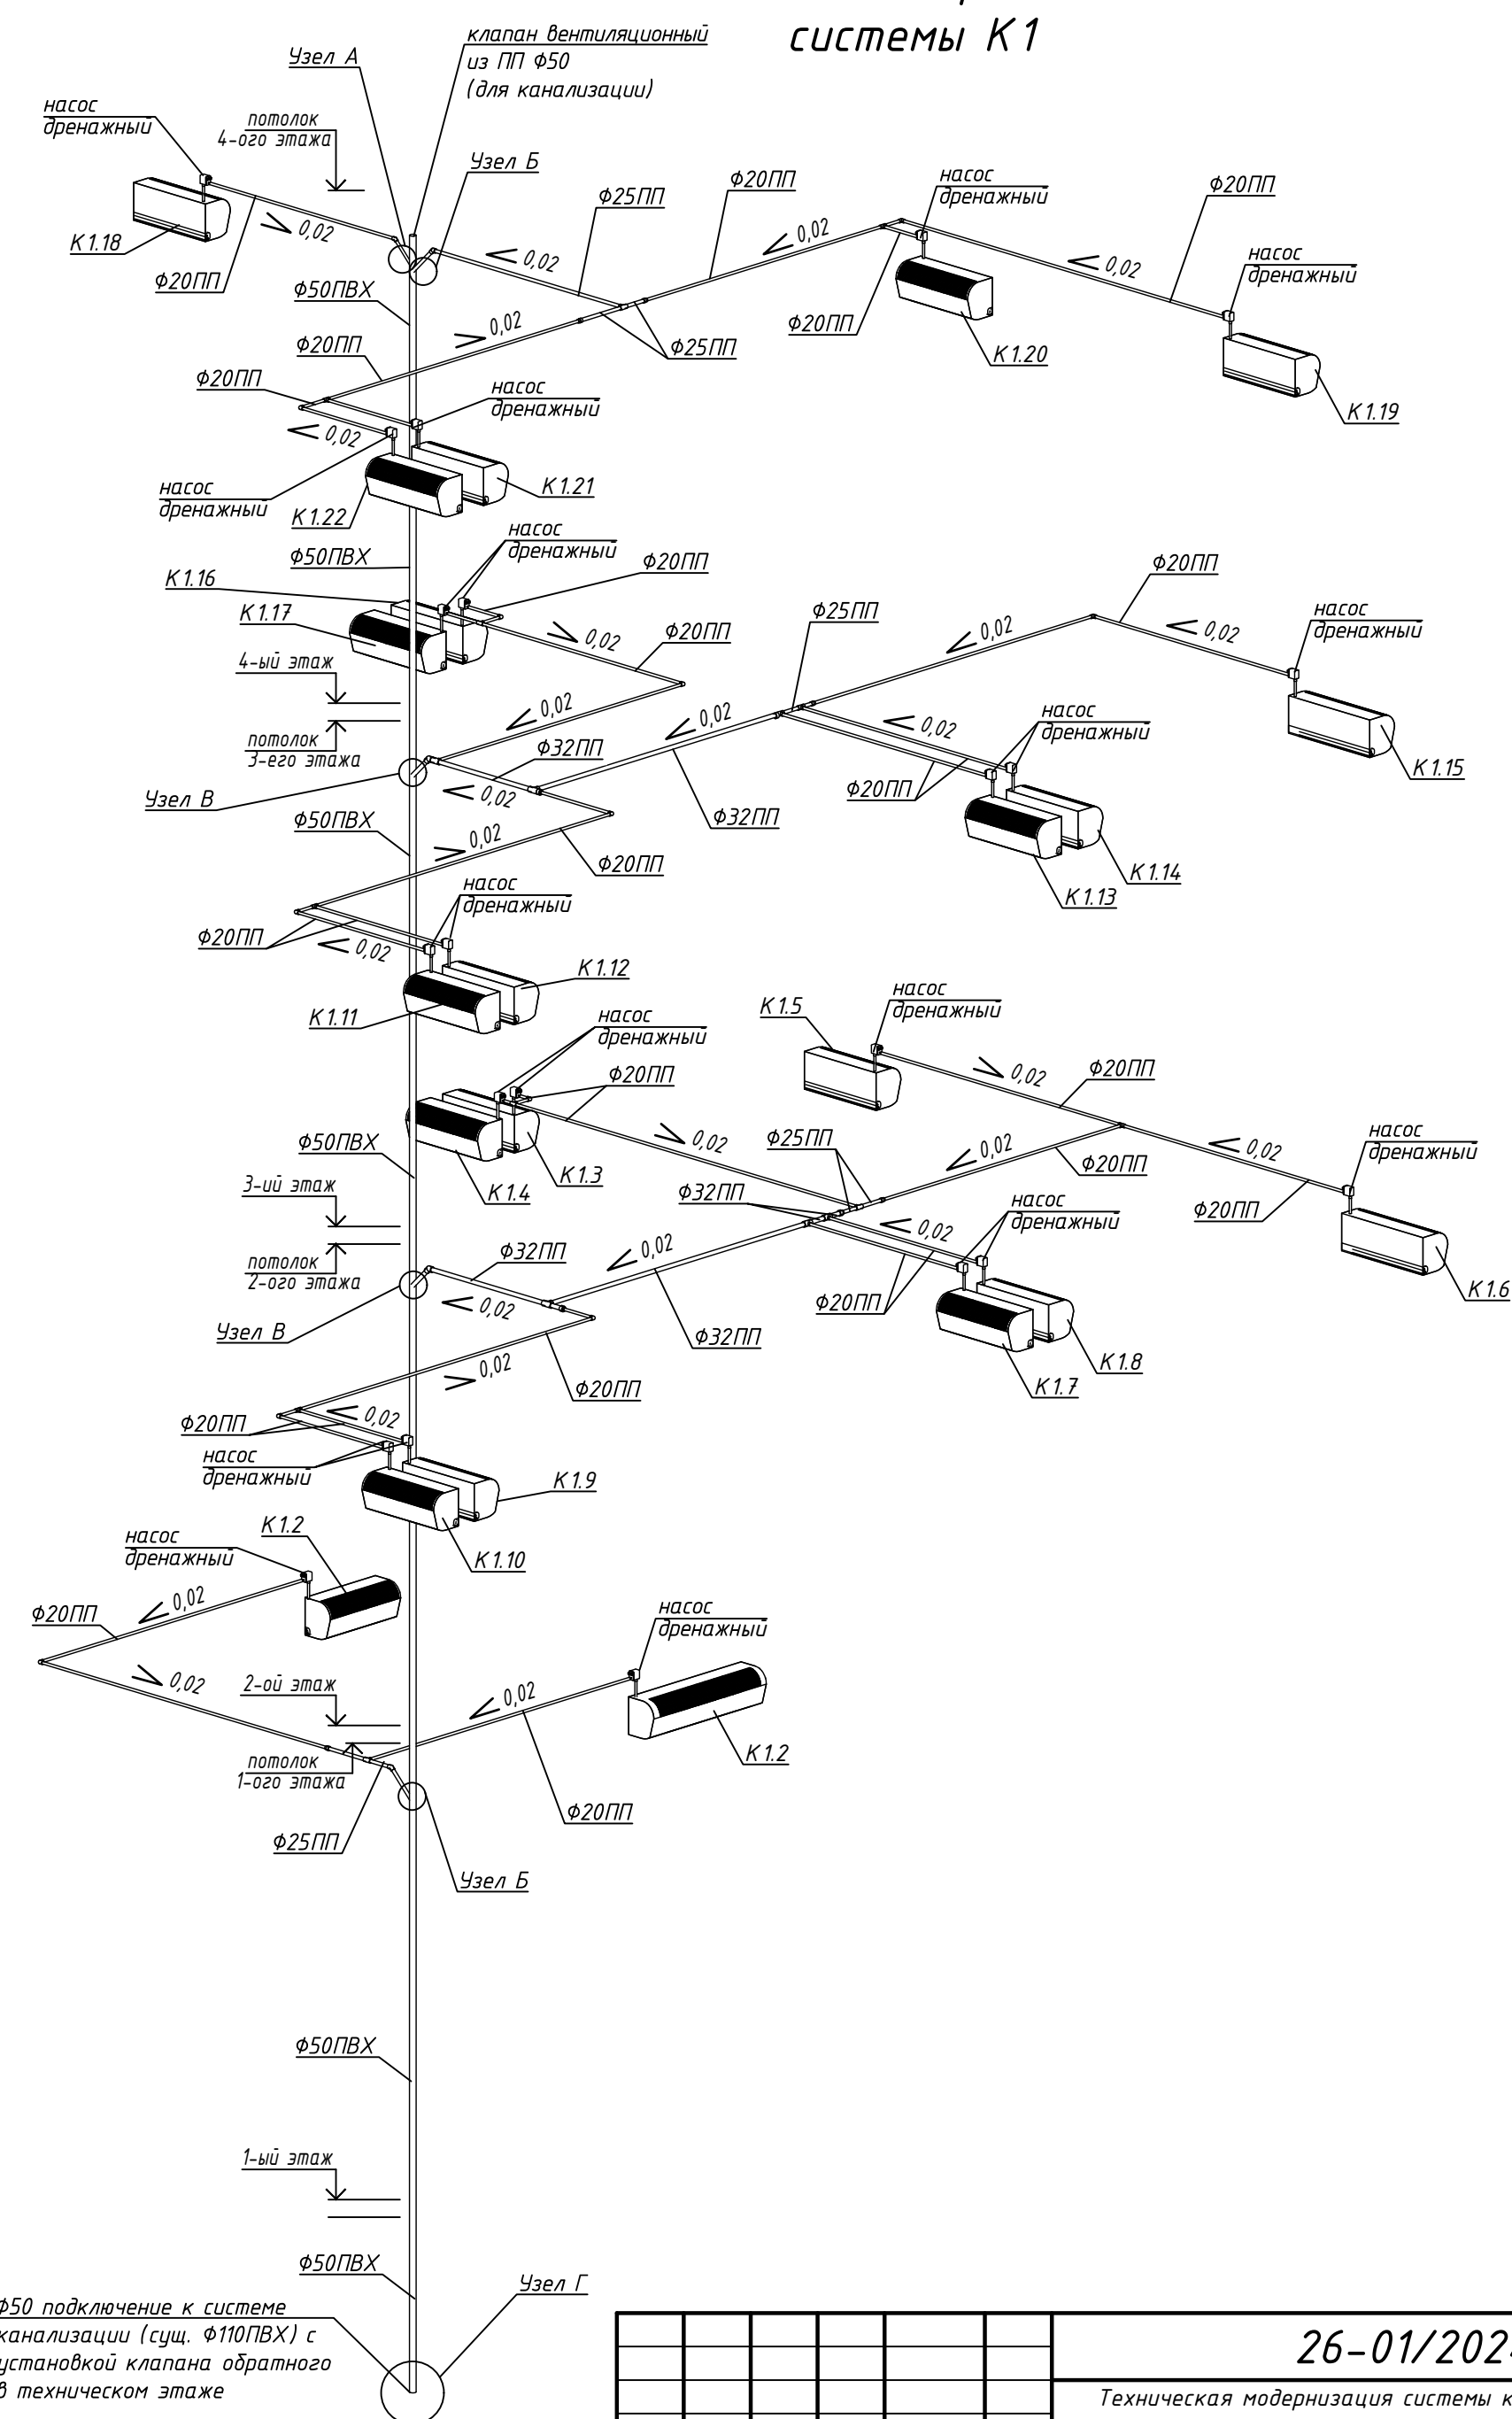 системы К1
клапан вентиляционный
из ПП Ф50
(для канализации)
Узел А
насос
дренажный
потолок
4-ого этажа
Узел Б
Ф20ПП
насос
дренажный
Ф20ПП
Ф25ПП
К1.18
0,02
0,02
0,02
0,02
насос
дренажный
Ф20ПП
Ф50ПВХ
0,02
Ф20ПП
Ф20ПП
Ф25ПП
К1.20
Ф20ПП
насос
дренажный
К1.19
0,02
насос
дренажный
К1.21
К1.22
насос
дренажный
Ф50ПВХ
Ф20ПП
Ф20ПП
К1.16
К1.17
0,02
Ф20ПП
Ф25ПП
0,02
0,02
насос
дренажный
4-ый этаж
потолок
3-его этажа
0,02
0,02
0,02
насос
дренажный
Ф32ПП
К1.15
0,02
Ф20ПП
Узел В
Ф50ПВХ
Ф32ПП
0,02
Ф20ПП
К1.14
К1.13
насос
дренажный
Ф20ПП
0,02
К1.12
К1.11
насос
дренажный
К1.5
насос
дренажный
Ф20ПП
0,02
Ф20ПП
Ф50ПВХ
0,02
Ф25ПП
0,02
Ф20ПП
0,02
насос
дренажный
К1.3
К1.4
3-ий этаж
Ф32ПП
насос
дренажный
Ф20ПП
0,02
потолок
2-ого этажа
Ф32ПП
0,02
К1.6
0,02
Ф20ПП
Узел В
Ф32ПП
0,02
К1.8
К1.7
Ф20ПП
Ф20ПП
0,02
насос
дренажный
К1.9
К1.10
К1.2
насос
дренажный
0,02
Ф20ПП
насос
дренажный
0,02
2-ой этаж
0,02
К1.2
потолок
1-ого этажа
Ф20ПП
Ф25ПП
Узел Б
Ф50ПВХ
1-ый этаж
Ф50ПВХ
Узел Г
Ф50 подключение к системе
канализации (сущ. Ф110ПВХ) с
установкой клапана обратного
в техническом этаже
26-01/202
Техническая модернизация системы к